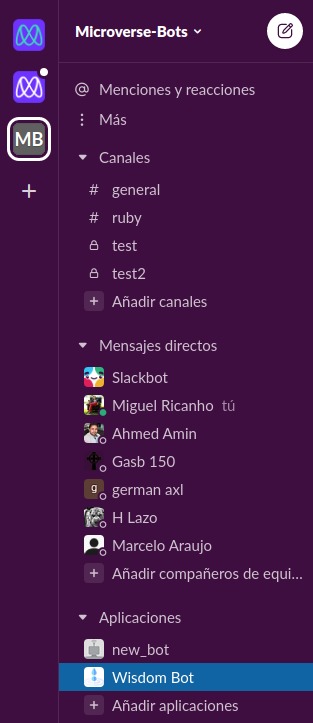 Microverse-Bots
@ Menciones y reacciones
Más
MB
Canales
# general
# ruby
test
test2
+ Añadir canales
Mensajes directos
Slackbot
Miguel Ricanho tú
Ahmed Amin
Gasb 150
g german axl
H Lazo
Marcelo Araujo
+ Añadir compañeros de equi...
Aplicaciones
new_bot
Wisdom Bot
+ Añadir aplicaciones